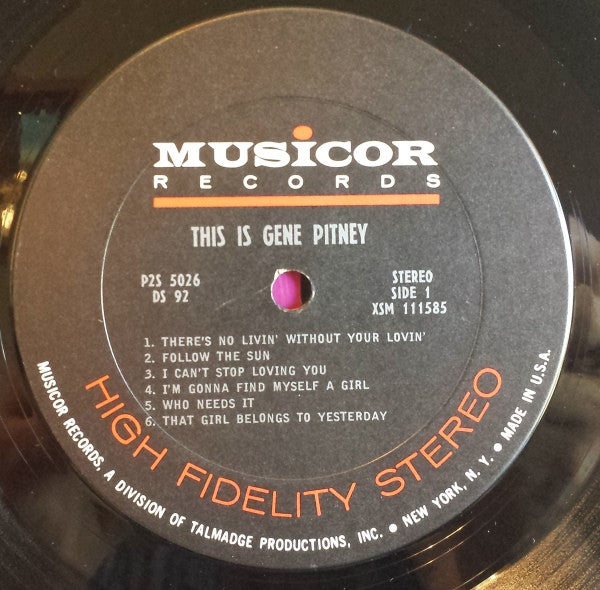 MUSICOR
RECORDS
THIS IS GENE PITNEY
P2S 5026
DS 92
STEREO
SIDE 1
XSM 111585
1. THERE'S NO LIVIN' WITHOUT YOUR LOVIN'
2. FOLLOW THE SUN
3. I CAN'T STOP LOVING YOU
4. I'M GONNA FIND MYSELF A GIRL
5. WHO NEEDS IT
6. THAT GIRL BELONGS TO YESTERDAY
HIGH FIDELITY STEREO
MUSICOR RECORDS, A DIVISION OF TALMADGE PRODUCTIONS, INC. ● NEW YORK, N. Y. ● MADE IN U.S.A.